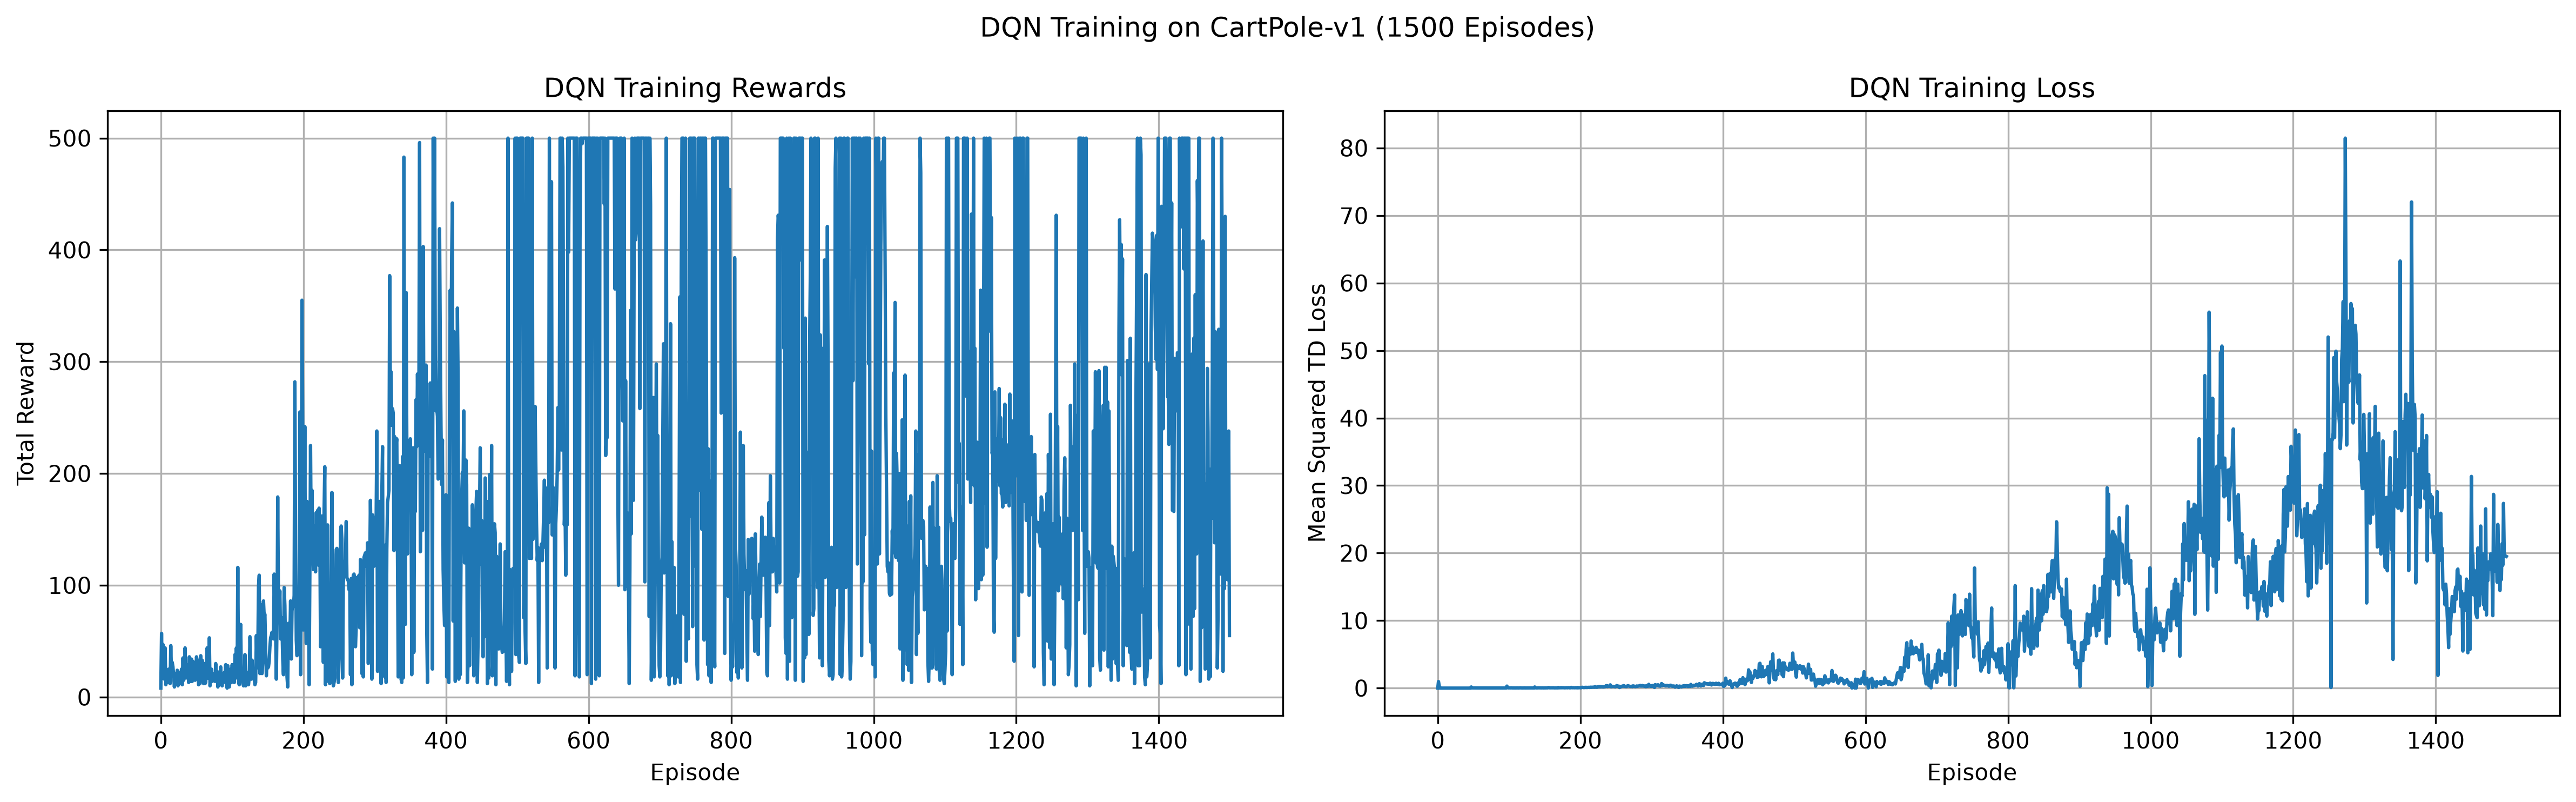 DQN Training on CartPole-v1 (1500 Episodes)
DQN Training Rewards
Total Reward
500
400
300
200
100
0
0 200 400 600 800 1000 1200 1400
Episode
DQN Training Loss
Mean Squared TD Loss
80
70
60
50
40
30
20
10
0
0 200 400 600 800 1000 1200 1400
Episode